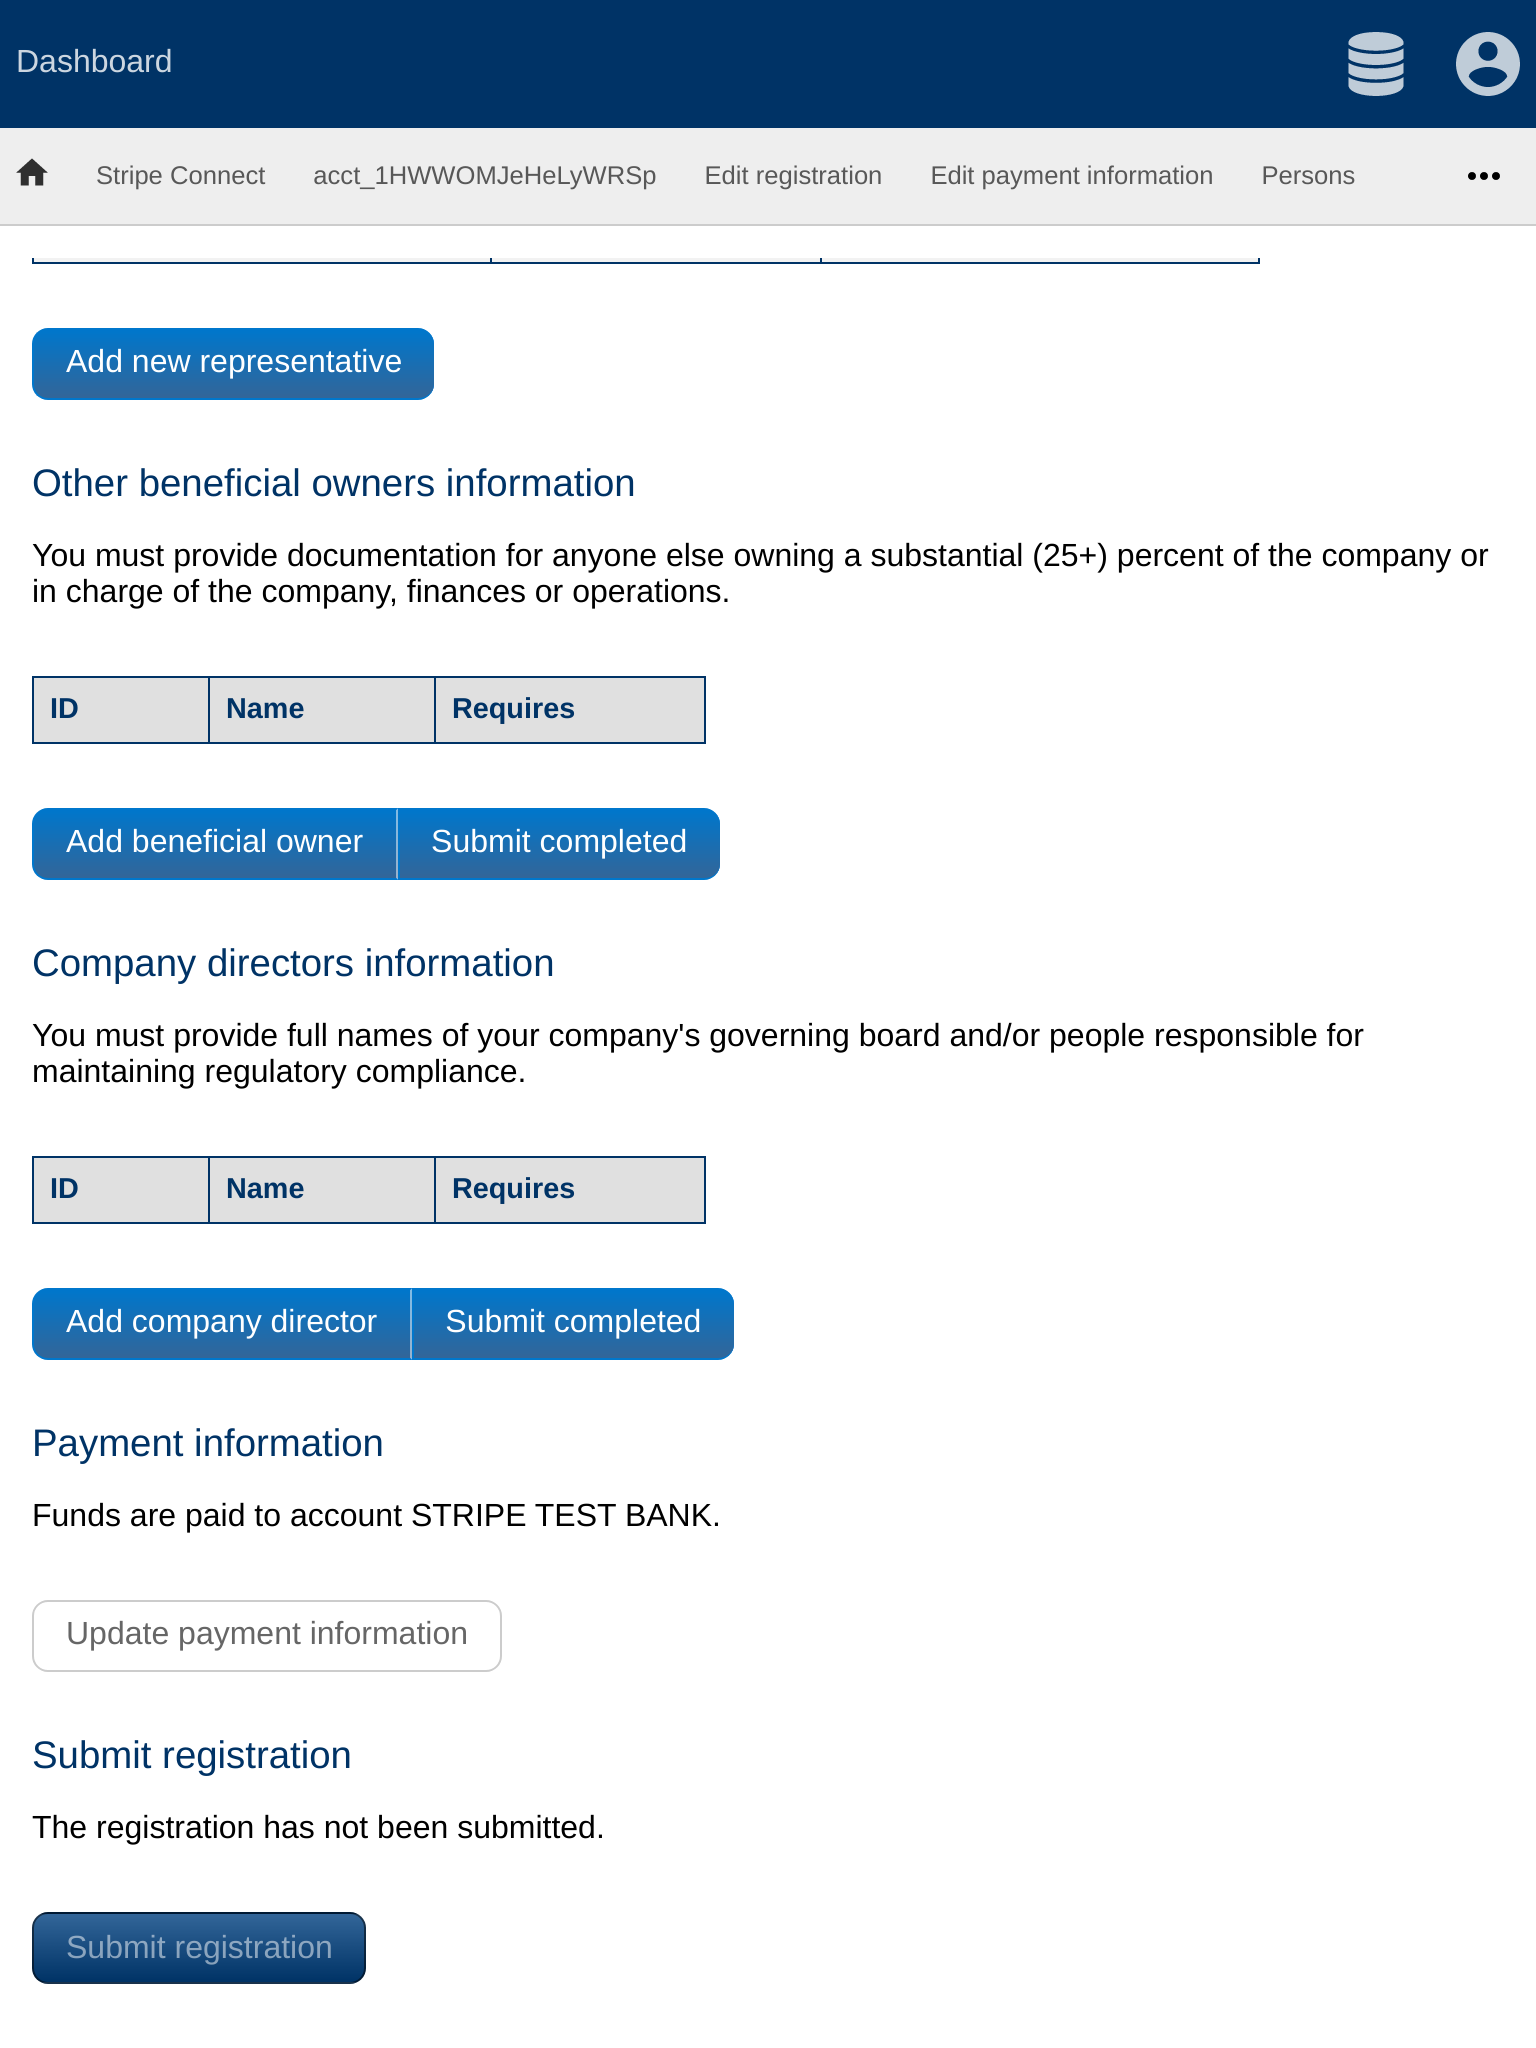 Dashboard
Stripe Connect acct_1HWWOMJeHeLyWRSp Edit registration Edit payment information Persons
Add new representative
Other beneficial owners information
You must provide documentation for anyone else owning a substantial (25+) percent of the company or
in charge of the company, finances or operations.
ID Name Requires
Add beneficial owner Submit completed
Company directors information
You must provide full names of your company's governing board and/or people responsible for
maintaining regulatory compliance.
ID Name Requires
Add company director Submit completed
Payment information
Funds are paid to account STRIPE TEST BANK.
Update payment information
Submit registration
The registration has not been submitted.
Submit registration